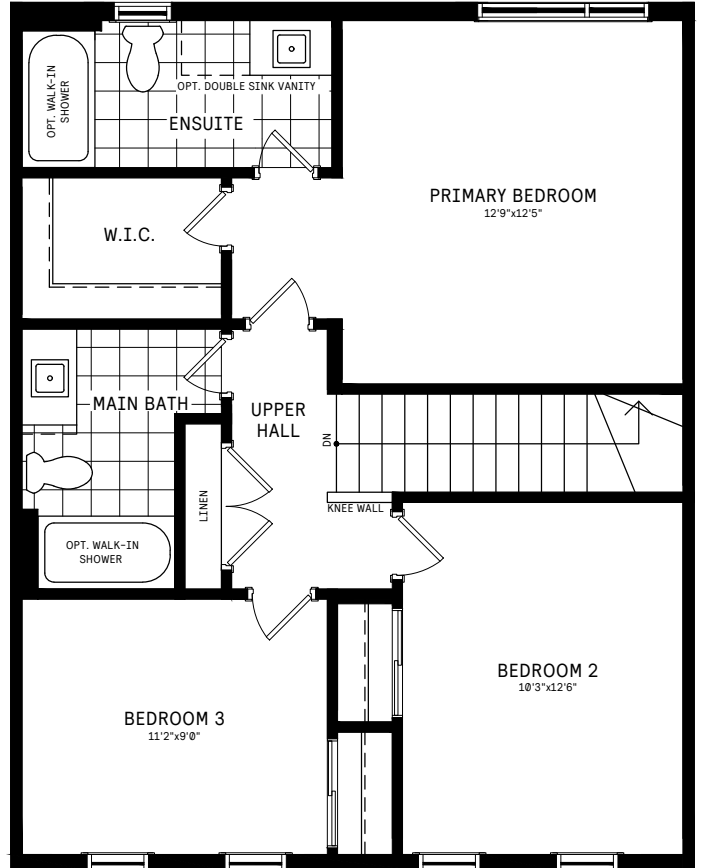 OPT. WALK-IN
SHOWER
OPT. DOUBLE SINK VANITY
ENSUITE
PRIMARY BEDROOM
12'9"x12'5"
W.I.C.
MAIN BATH
UPPER
HALL
DN
LINEN
KNEE WALL
OPT. WALK-IN
SHOWER
BEDROOM 2
10'3"x12'6"
BEDROOM 3
11'2"x9'0"